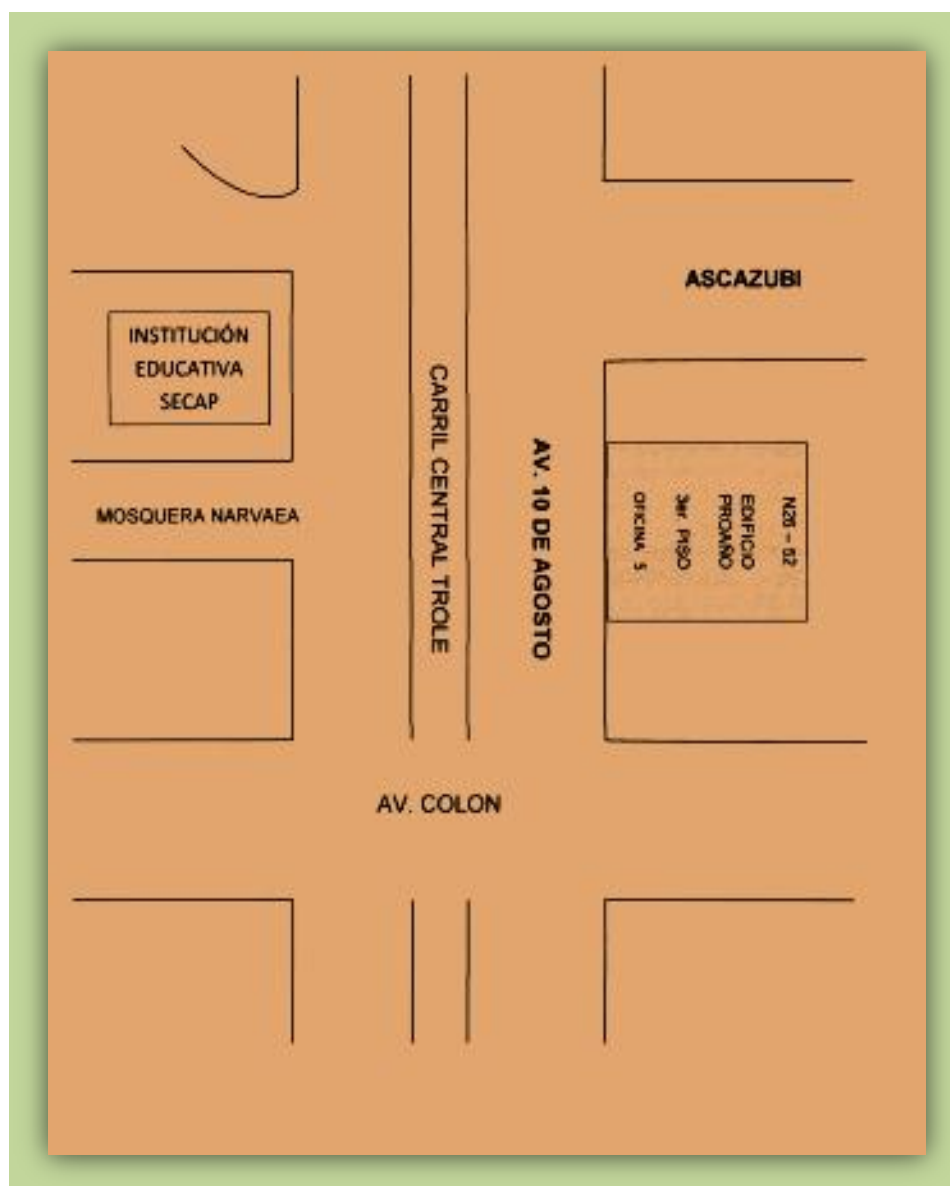 ASCAZUBI
INSTITUCIÓN
EDUCATIVA
SECAP
CARRIL CENTRAL TROLE
AV. 10 DE AGOSTO
N26 – 52
EDIFICIO
PROAÑO
3er PISO
OFICINA 5
MOSQUERA NARVAEA
AV. COLON